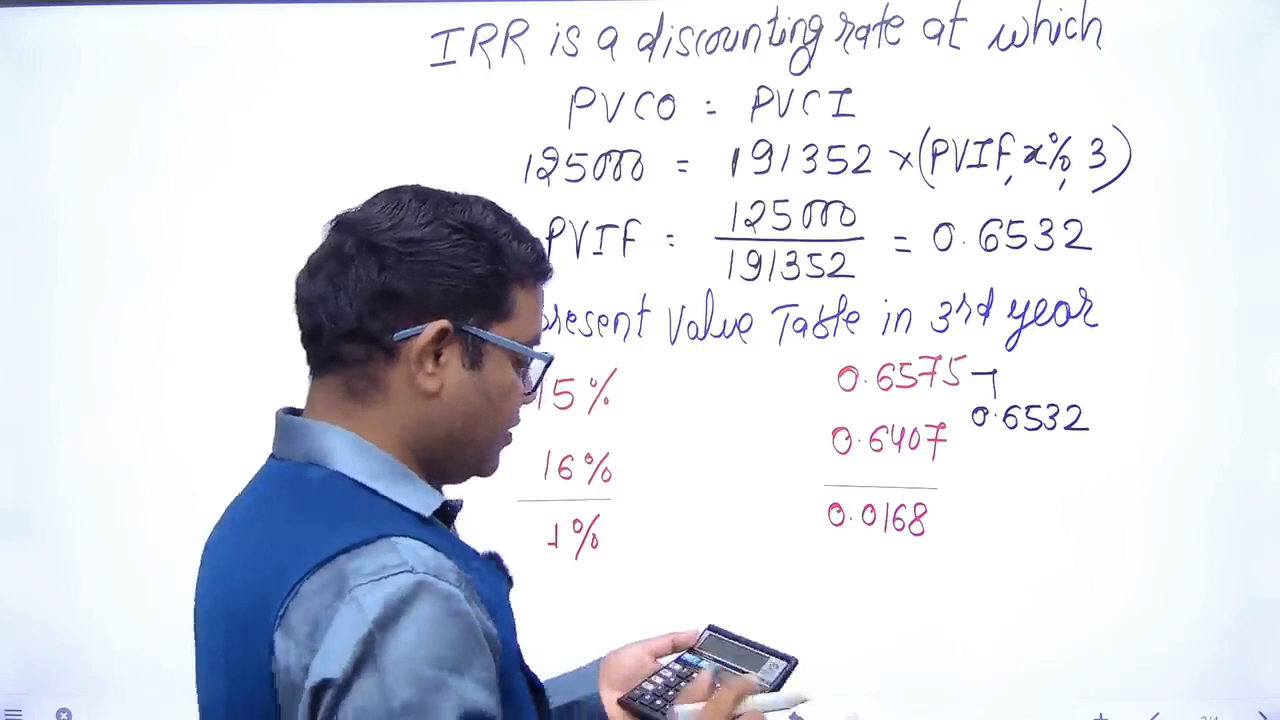 IRR is a discounting rate at which
PVCO = PVCI
125000 = 191352 × (PVIF, x%, 3)
PVIF = 125000 / 191352 = 0.6532
present Value Table in 3rd year
15% 0.6575
0.6532
16% 0.6407
1% 0.0168